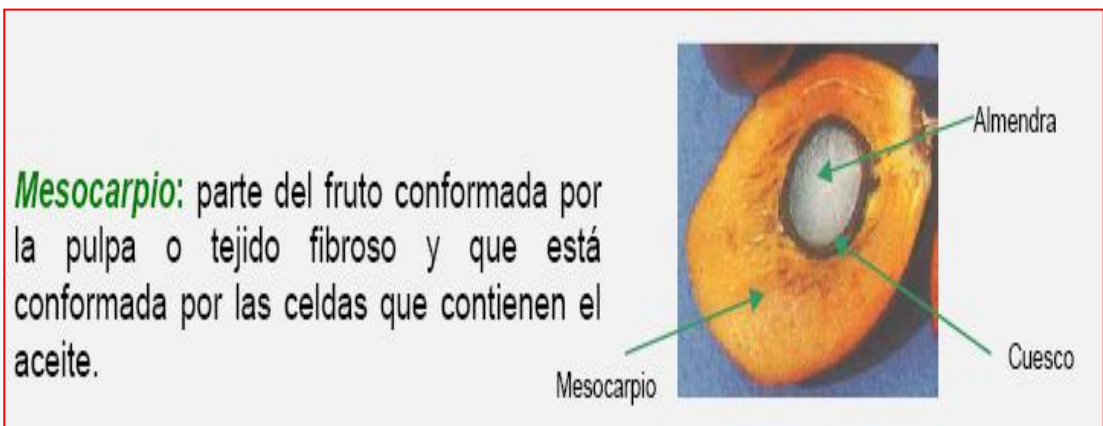 Mesocarpio: parte del fruto conformada por
la pulpa o tejido fibroso y que está
conformada por las celdas que contienen el
aceite.
Almendra
Cuesco
Mesocarpio